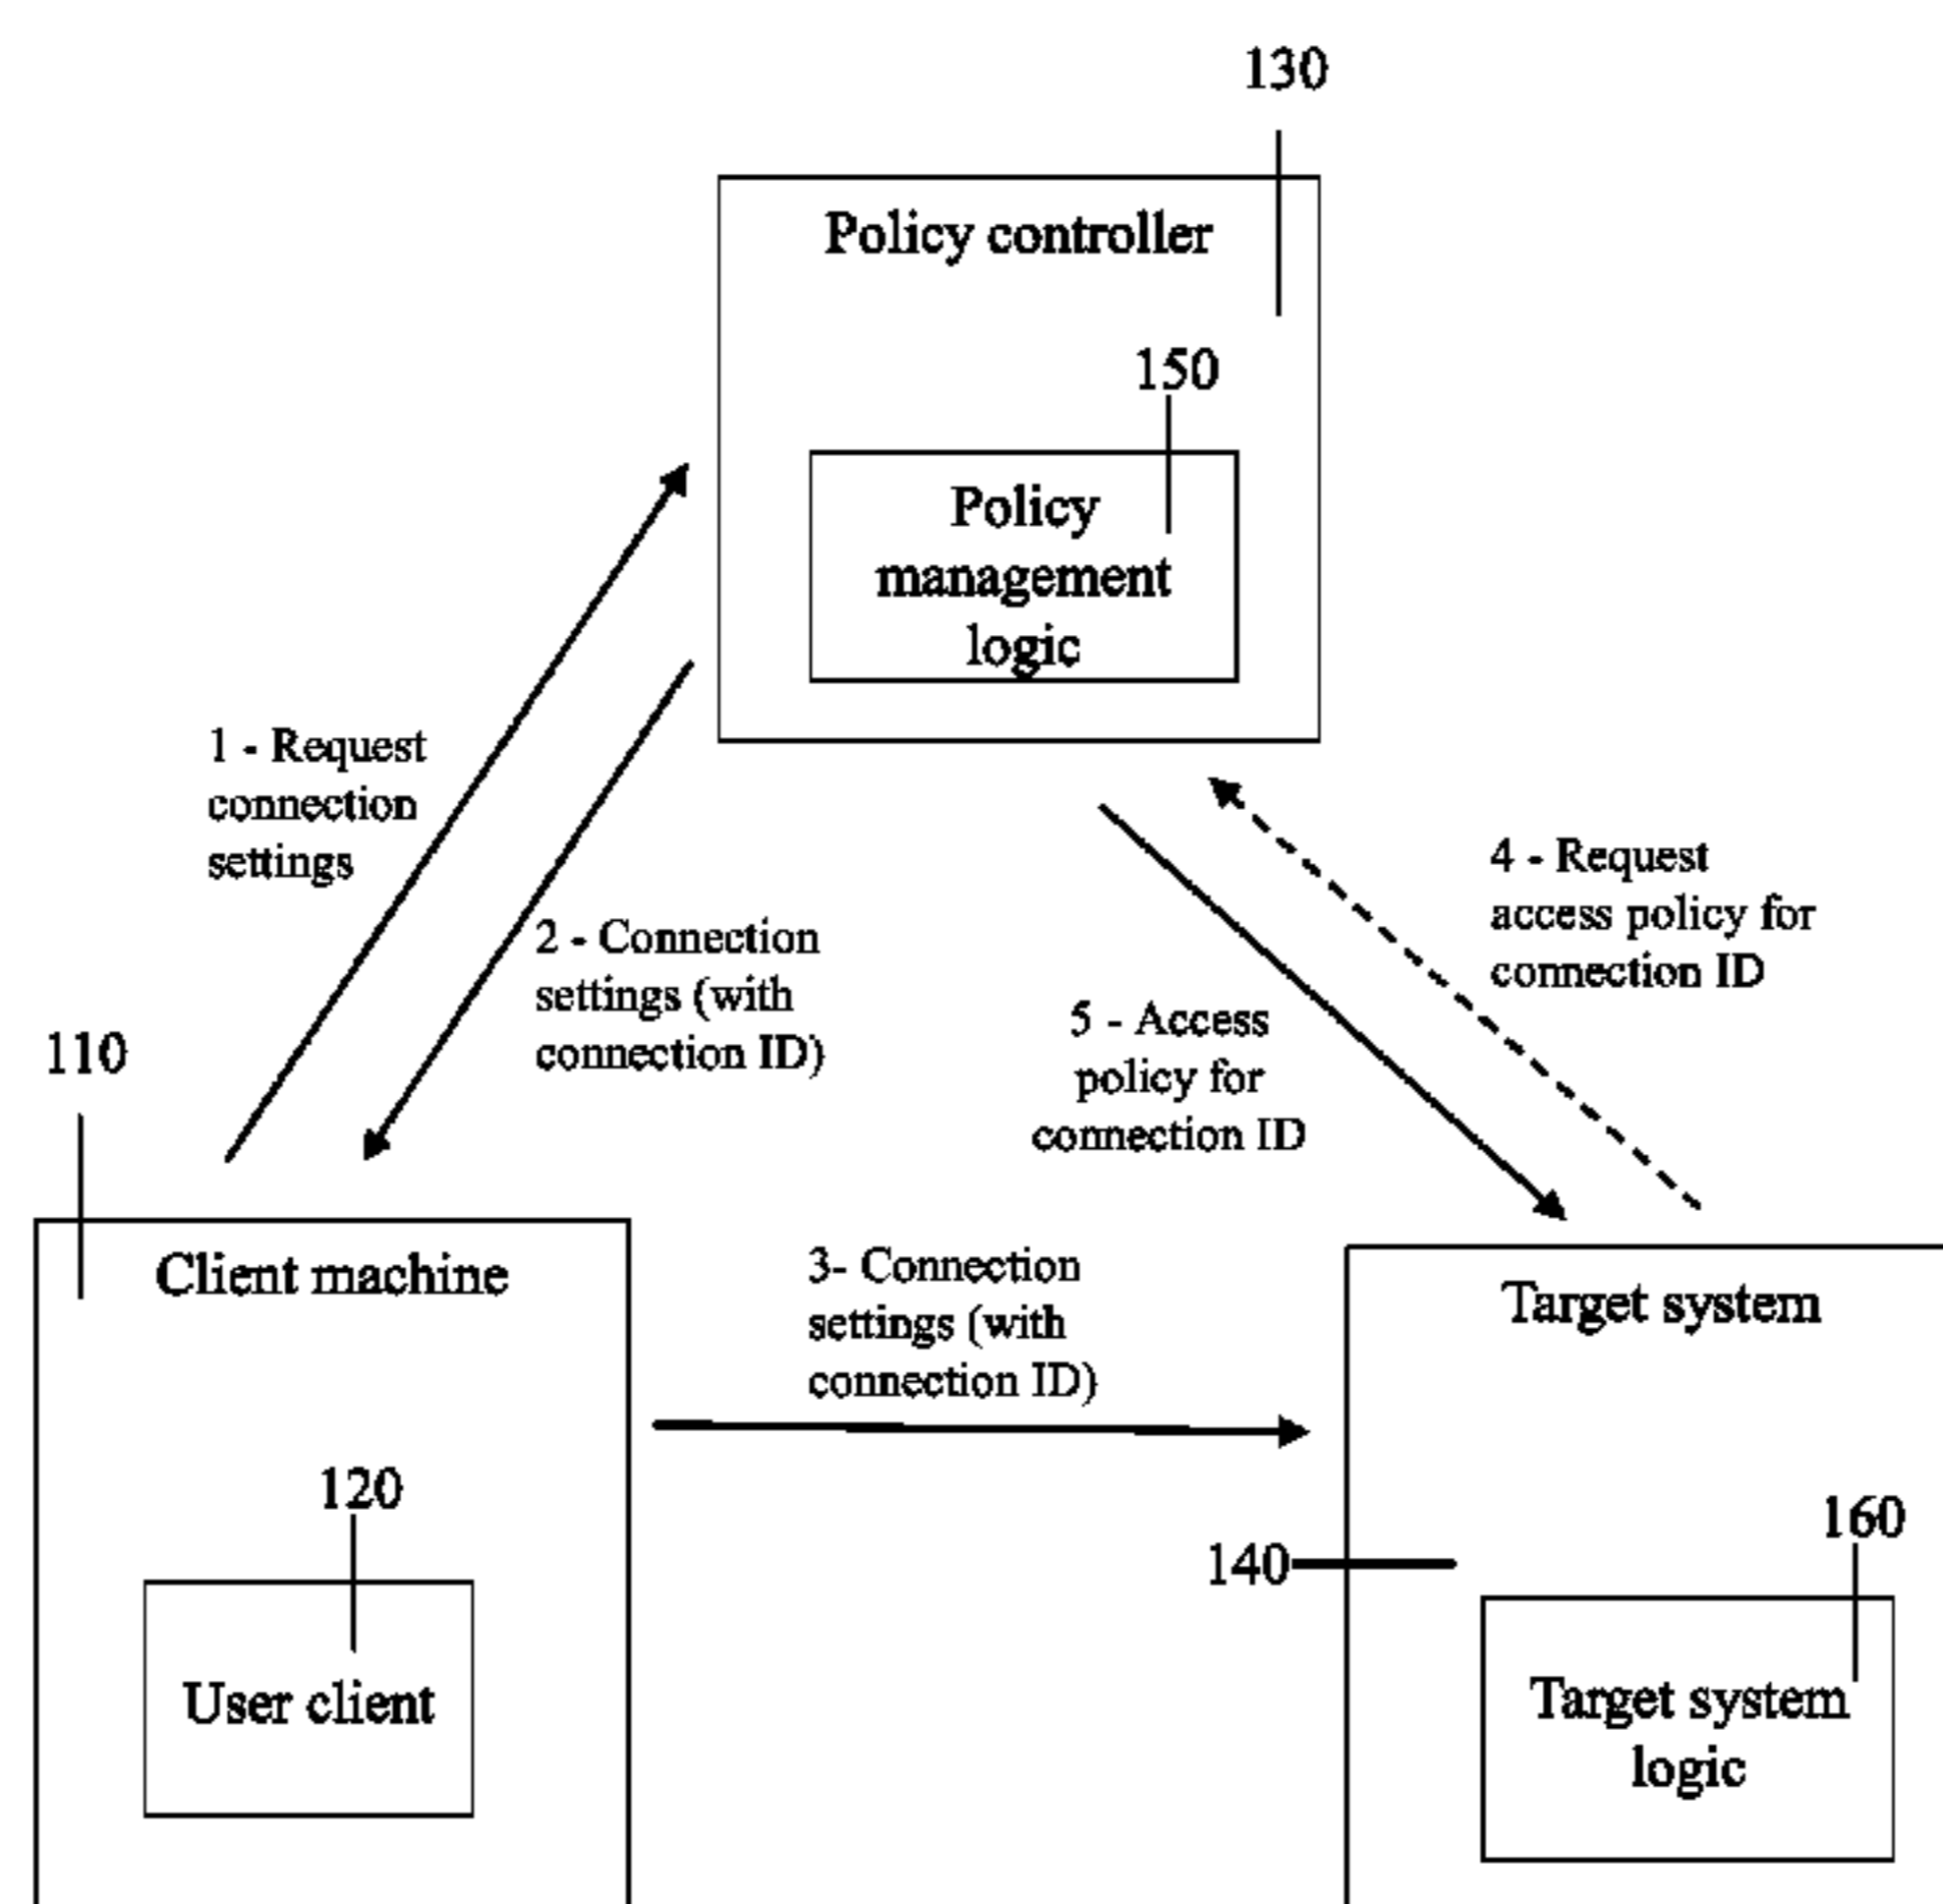 130
Policy controller
150
Policy
management
logic
1 - Request
connection
settings
2 - Connection
settings (with
connection ID)
4 - Request
access policy for
connection ID
5 - Access
policy for
connection ID
110
Client machine
3- Connection
settings (with
connection ID)
Target system
120
User client
140
160
Target system
logic